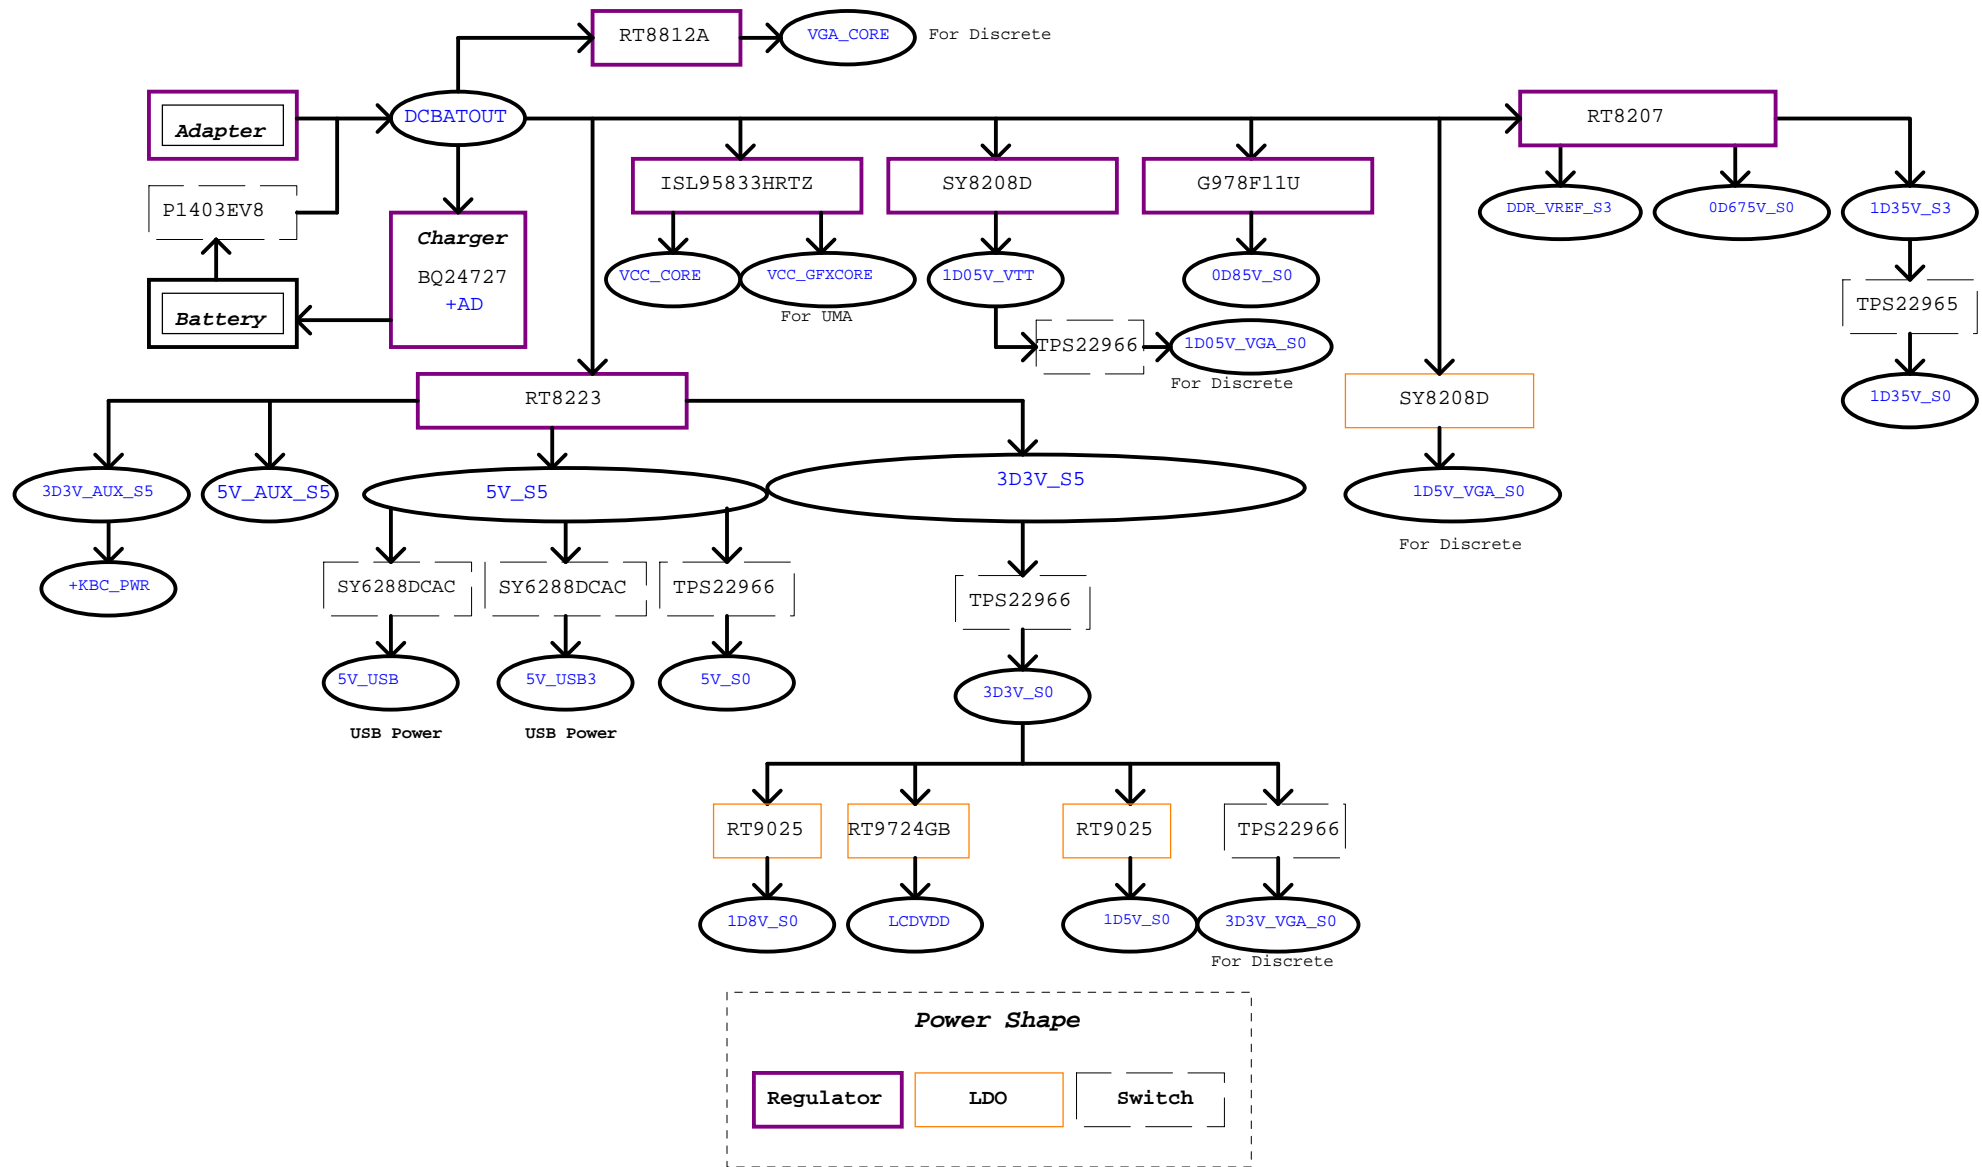 RT8812A
VGA_CORE
For Discrete
Adapter
DCBATOUT
RT8207
P1403EV8
Charger
BQ24727
+AD
Battery
ISL95833HRTZ
SY8208D
G978F11U
DDR_VREF_S3
0D675V_S0
1D35V_S3
VCC_CORE
VCC_GFXCORE
For UMA
1D05V_VTT
0D85V_S0
TPS22965
TPS22966
1D05V_VGA_S0
For Discrete
RT8223
SY8208D
1D35V_S0
3D3V_AUX_S5
5V_AUX_S5
5V_S5
3D3V_S5
1D5V_VGA_S0
For Discrete
+KBC_PWR
SY6288DCAC
SY6288DCAC
TPS22966
TPS22966
5V_USB
5V_USB3
5V_S0
3D3V_S0
USB Power
USB Power
RT9025
RT9724GB
RT9025
TPS22966
1D8V_S0
LCDVDD
1D5V_S0
3D3V_VGA_S0
For Discrete
Power Shape
Regulator
LDO
Switch